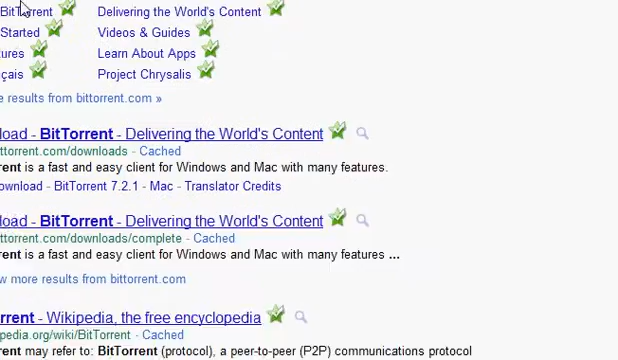 BitTorrent Delivering the World's Content
Started Videos & Guides
tures Learn About Apps
çais Project Chrysalis
e results from bittorrent.com »
load - BitTorrent - Delivering the World's Content
ttorrent.com/downloads - Cached
rent is a fast and easy client for Windows and Mac with many features.
ownload - BitTorrent 7.2.1 - Mac - Translator Credits
load - BitTorrent - Delivering the World's Content
ttorrent.com/downloads/complete - Cached
rent is a fast and easy client for Windows and Mac with many features ...
w more results from bittorrent.com
rrent - Wikipedia, the free encyclopedia
pedia.org/wiki/BitTorrent - Cached
rent may refer to: BitTorrent (protocol), a peer-to-peer (P2P) communications protocol